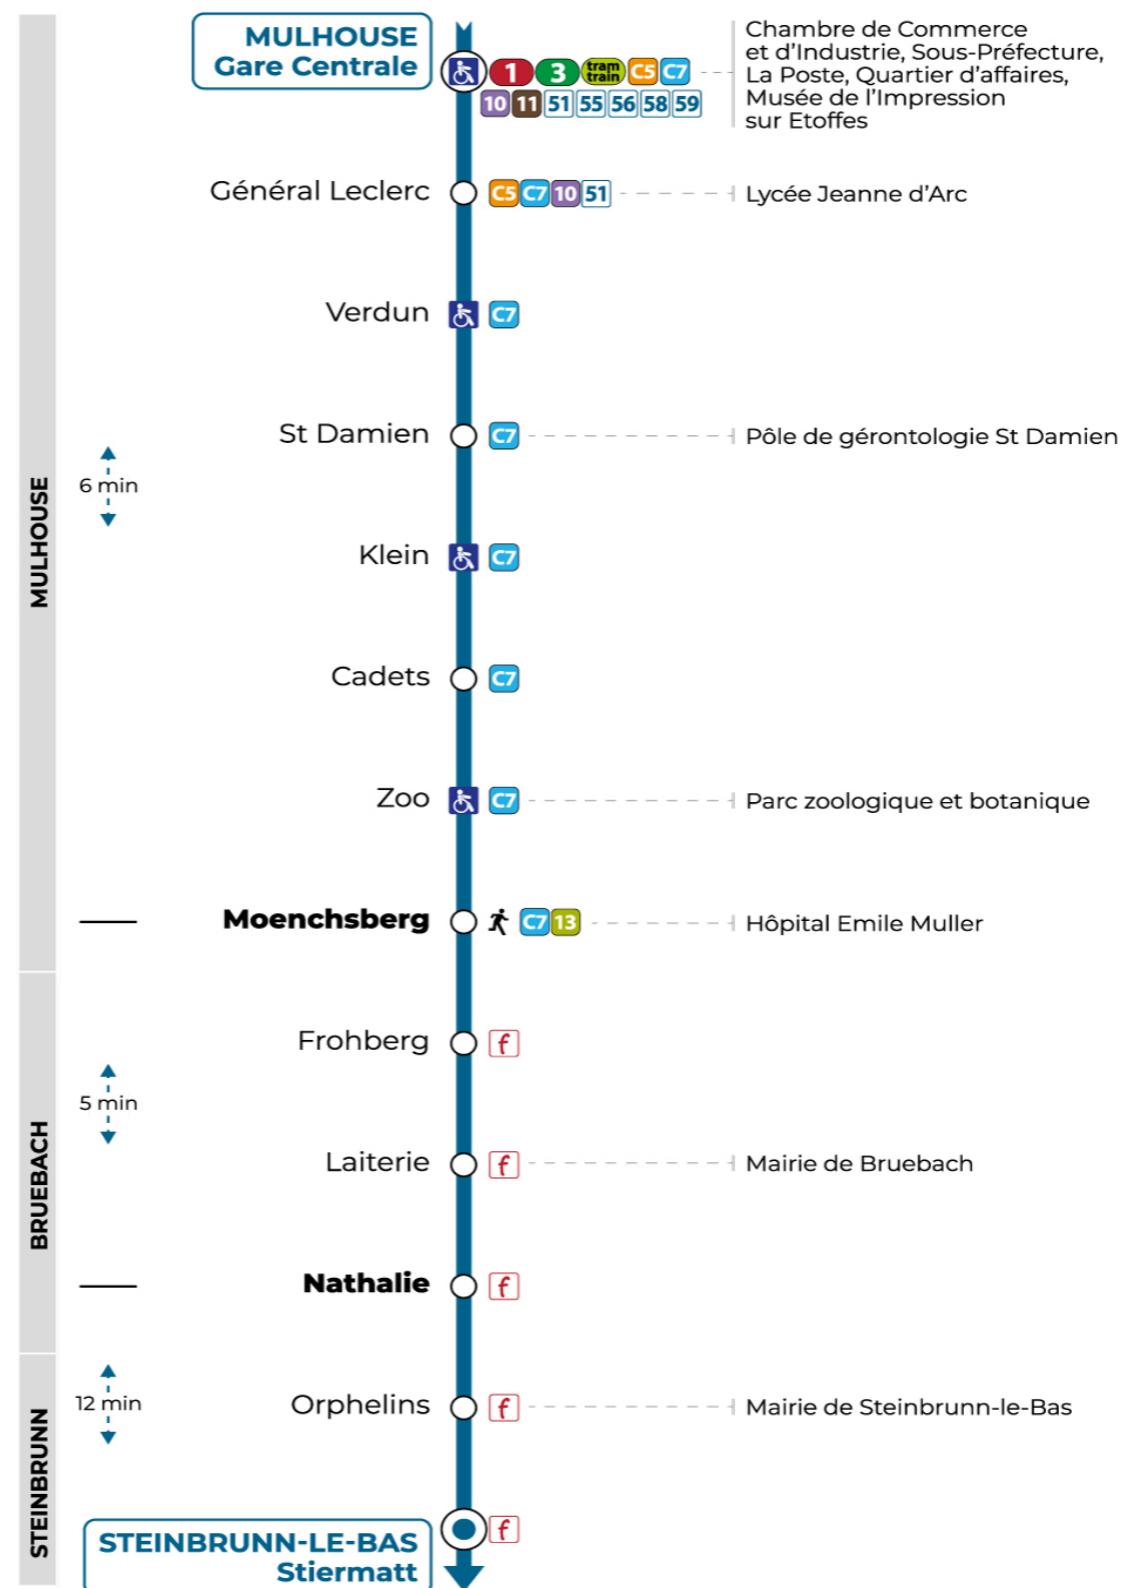 MULHOUSE
Gare Centrale
1 3 tram train C5 C7
10 11 51 55 56 58 59
Chambre de Commerce
et d'Industrie, Sous-Préfecture,
La Poste, Quartier d'affaires,
Musée de l'Impression
sur Etoffes
Général Leclerc C5 C7 10 51 Lycée Jeanne d'Arc
Verdun C7
St Damien C7 Pôle de gérontologie St Damien
6 min
MULHOUSE
Klein C7
Cadets C7
Zoo C7 Parc zoologique et botanique
Moenchsberg C7 13 Hôpital Emile Muller
Frohberg f
5 min
BRUEBACH
Laiterie f Mairie de Bruebach
Nathalie f
12 min
Orphelins f Mairie de Steinbrunn-le-Bas
STEINBRUNN
f
STEINBRUNN-LE-BAS
Stiermatt